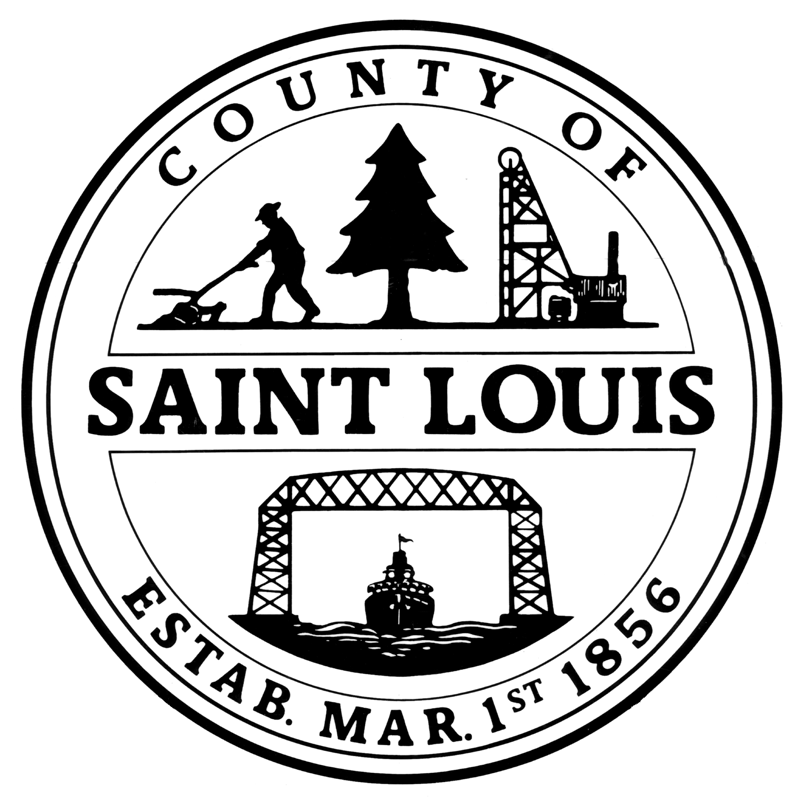 COUNTY OF
SAINT LOUIS
ESTAB. MAR. 1ST 1856